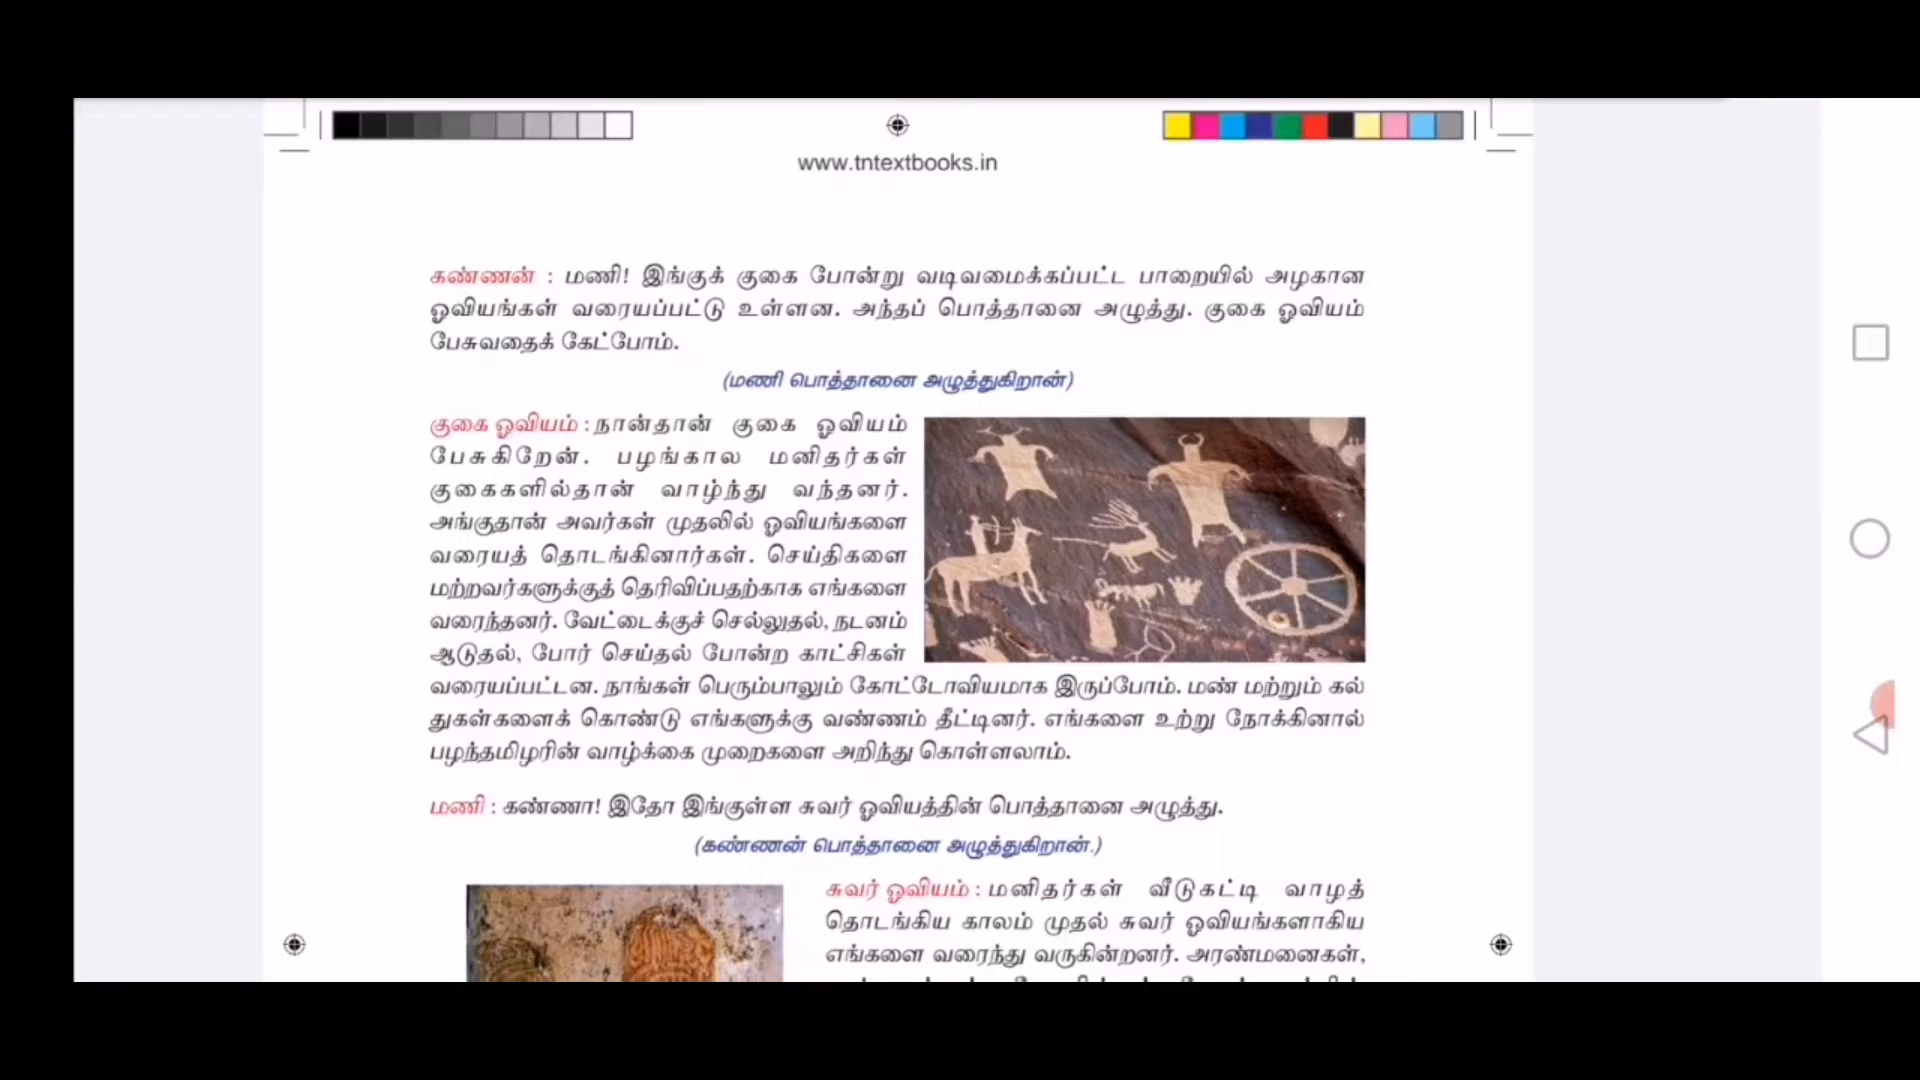 www.tntextbooks.in
கண்ணன் : மணி! இங்குக் குகை போன்று வடிவமைக்கப்பட்ட பாறையில் அழகான
ஓவியங்கள் வரையப்பட்டு உள்ளன. அந்தப் பொத்தானை அழுத்து. குகை ஓவியம்
பேசுவதைக் கேட்போம்.
(மணி பொத்தானை அழுத்துகிறான்)
குகை ஓவியம் : நான்தான் குகை ஓவியம்
பேசுகிறேன். பழங்கால மனிதர்கள்
குகைகளில்தான் வாழ்ந்து வந்தனர்.
அங்குதான் அவர்கள் முதலில் ஓவியங்களை
வரையத் தொடங்கினார்கள். செய்திகளை
மற்றவர்களுக்குத் தெரிவிப்பதற்காக எங்களை
வரைந்தனர். வேட்டைக்குச் செல்லுதல், நடனம்
ஆடுதல், போர் செய்தல் போன்ற காட்சிகள்
வரையப்பட்டன. நாங்கள் பெரும்பாலும் கோட்டோவியமாக இருப்போம். மண் மற்றும் கல்
துகள்களைக் கொண்டு எங்களுக்கு வண்ணம் தீட்டினர். எங்களை உற்று நோக்கினால்
பழந்தமிழரின் வாழ்க்கை முறைகளை அறிந்து கொள்ளலாம்.
மணி : கண்ணா! இதோ இங்குள்ள சுவர் ஓவியத்தின் பொத்தானை அழுத்து.
(கண்ணன் பொத்தானை அழுத்துகிறான்.)
சுவர் ஓவியம் : மனிதர்கள் வீடுகட்டி வாழத்
தொடங்கிய காலம் முதல் சுவர் ஓவியங்களாகிய
எங்களை வரைந்து வருகின்றனர். அரண்மனைகள்,